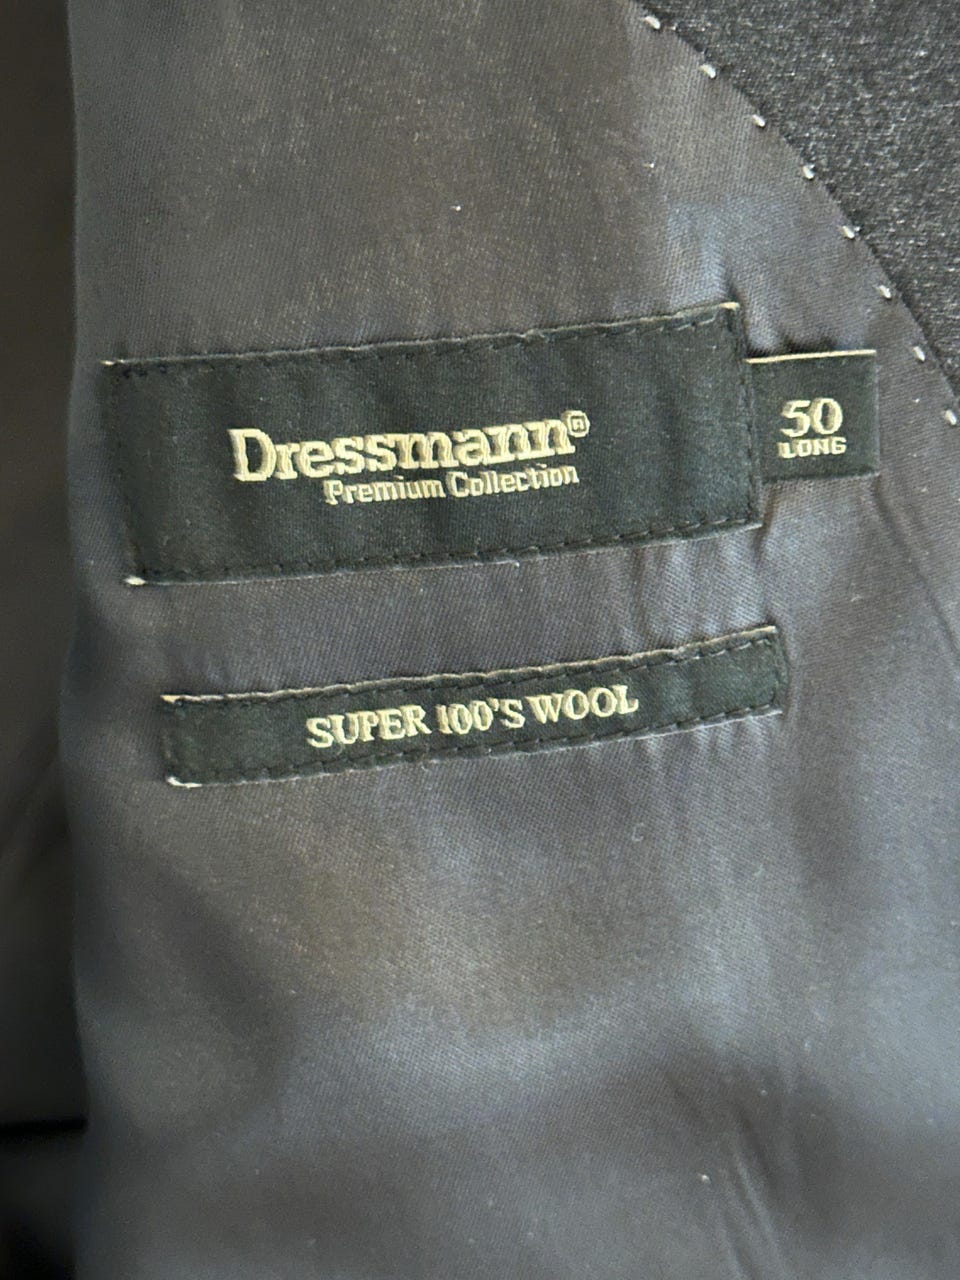 Dressmann®
Premium Collection
50
LONG
SUPER 100'S WOOL